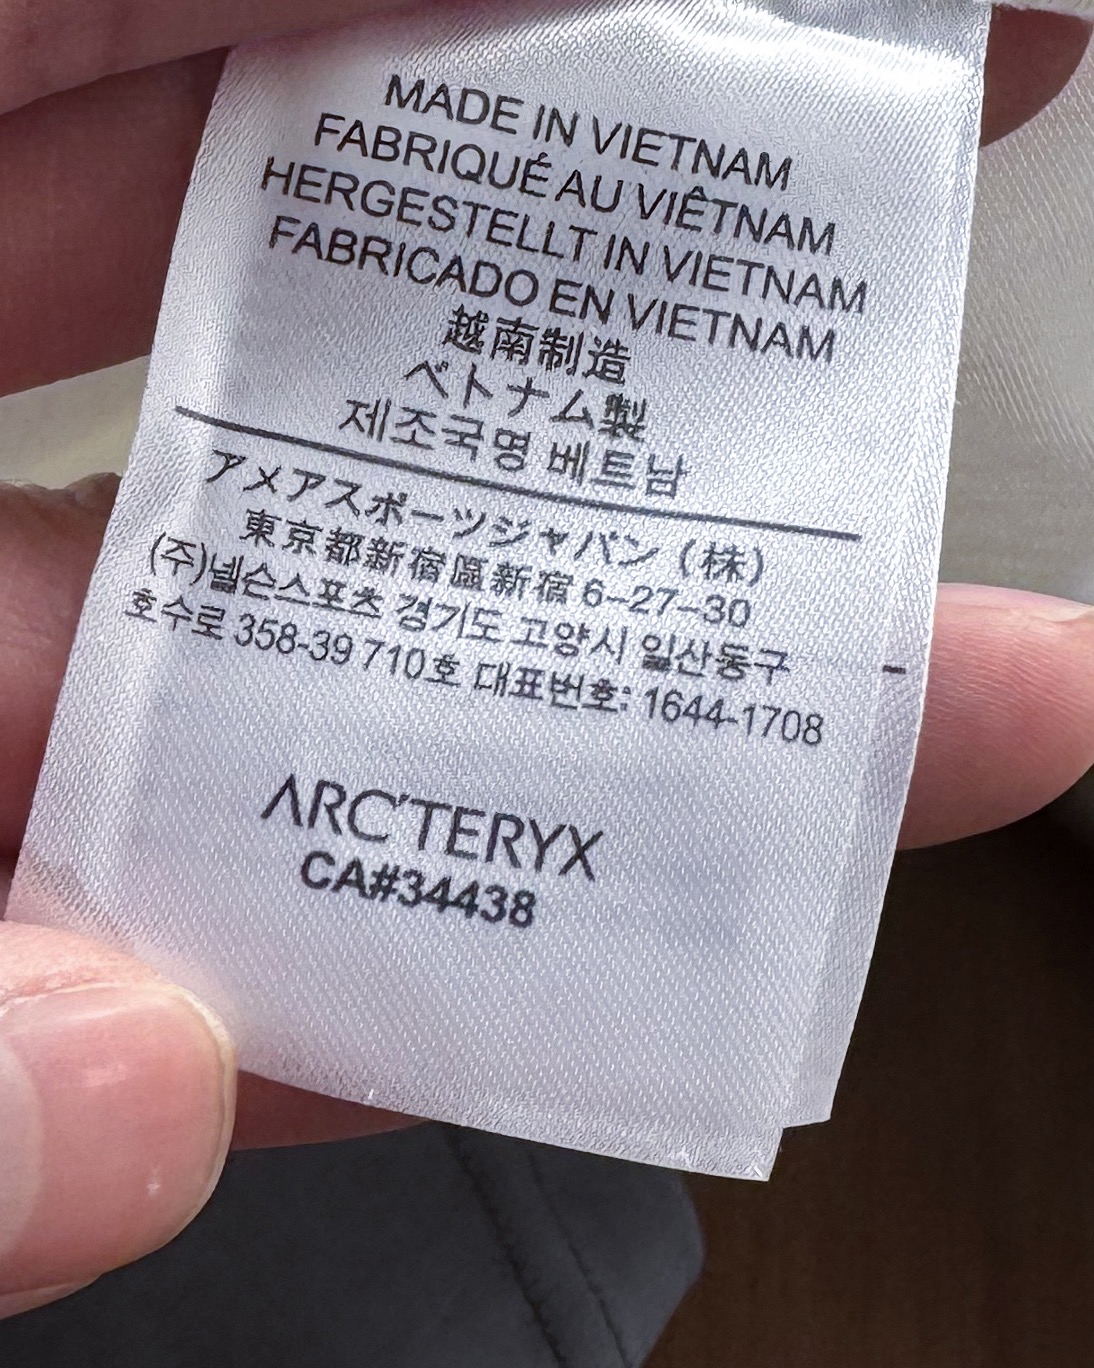 MADE IN VIETNAM
FABRIQUÉ AU VIÊTNAM
HERGESTELLT IN VIETNAM
FABRICADO EN VIETNAM
越南制造
ベトナム製
제조국명 베트남
アメアスポーツジャパン（株）
東京都新宿區新宿 6–27–30
(주)넬슨스포츠 경기도 고양시 일산동구
호수로 358-39 710호 대표번호: 1644-1708
ARC'TERYX
CA#34438